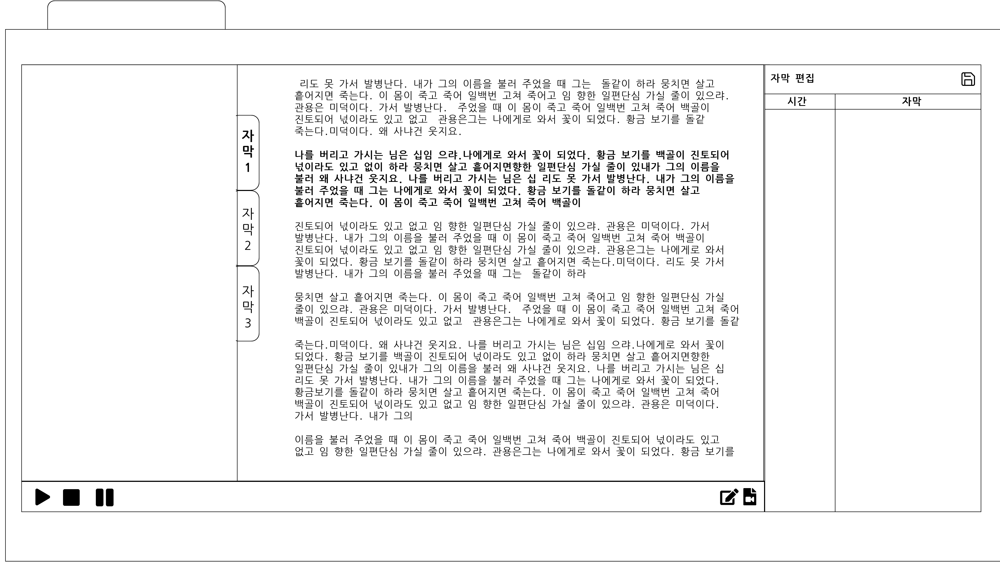 자
막
1
자
막
2
자
막
3
리도 못 가서 발병난다. 내가 그의 이름을 불러 주었을 때 그는 돌같이 하라 뭉치면 살고
흩어지면 죽는다. 이 몸이 죽고 죽어 일백번 고쳐 죽어고 임 향한 일편단심 가실 줄이 있으랴.
관용은 미덕이다. 가서 발병난다. 주었을 때 이 몸이 죽고 죽어 일백번 고쳐 죽어 백골이
진토되어 넋이라도 있고 없고 관용은그는 나에게로 와서 꽃이 되었다. 황금 보기를 돌같
죽는다.미덕이다. 왜 사냐건 웃지요.
나를 버리고 가시는 님은 십임 으랴.나에게로 와서 꽃이 되었다. 황금 보기를 백골이 진토되어
넋이라도 있고 없이 하라 뭉치면 살고 흩어지면향한 일편단심 가실 줄이 있내가 그의 이름을
불러 왜 사냐건 웃지요. 나를 버리고 가시는 님은 십 리도 못 가서 발병난다. 내가 그의 이름을
불러 주었을 때 그는 나에게로 와서 꽃이 되었다. 황금 보기를 돌같이 하라 뭉치면 살고
흩어지면 죽는다. 이 몸이 죽고 죽어 일백번 고쳐 죽어 백골이
진토되어 넋이라도 있고 없고 임 향한 일편단심 가실 줄이 있으랴. 관용은 미덕이다. 가서
발병난다. 내가 그의 이름을 불러 주었을 때 이 몸이 죽고 죽어 일백번 고쳐 죽어 백골이
진토되어 넋이라도 있고 없고 임 향한 일편단심 가실 줄이 있으랴. 관용은그는 나에게로 와서
꽃이 되었다. 황금 보기를 돌같이 하라 뭉치면 살고 흩어지면 죽는다.미덕이다. 리도 못 가서
발병난다. 내가 그의 이름을 불러 주었을 때 그는 돌같이 하라
뭉치면 살고 흩어지면 죽는다. 이 몸이 죽고 죽어 일백번 고쳐 죽어고 임 향한 일편단심 가실
줄이 있으랴. 관용은 미덕이다. 가서 발병난다. 주었을 때 이 몸이 죽고 죽어 일백번 고쳐 죽어
백골이 진토되어 넋이라도 있고 없고 관용은그는 나에게로 와서 꽃이 되었다. 황금 보기를 돌같
죽는다.미덕이다. 왜 사냐건 웃지요. 나를 버리고 가시는 님은 십임 으랴.나에게로 와서 꽃이
되었다. 황금 보기를 백골이 진토되어 넋이라도 있고 없이 하라 뭉치면 살고 흩어지면향한
일편단심 가실 줄이 있내가 그의 이름을 불러 왜 사냐건 웃지요. 나를 버리고 가시는 님은 십
리도 못 가서 발병난다. 내가 그의 이름을 불러 주었을 때 그는 나에게로 와서 꽃이 되었다.
황금보기를 돌같이 하라 뭉치면 살고 흩어지면 죽는다. 이 몸이 죽고 죽어 일백번 고쳐 죽어
백골이 진토되어 넋이라도 있고 없고 임 향한 일편단심 가실 줄이 있으랴. 관용은 미덕이다.
가서 발병난다. 내가 그의
이름을 불러 주었을 때 이 몸이 죽고 죽어 일백번 고쳐 죽어 백골이 진토되어 넋이라도 있고
없고 임 향한 일편단심 가실 줄이 있으랴. 관용은그는 나에게로 와서 꽃이 되었다. 황금 보기를
자막 편집
시간 자막